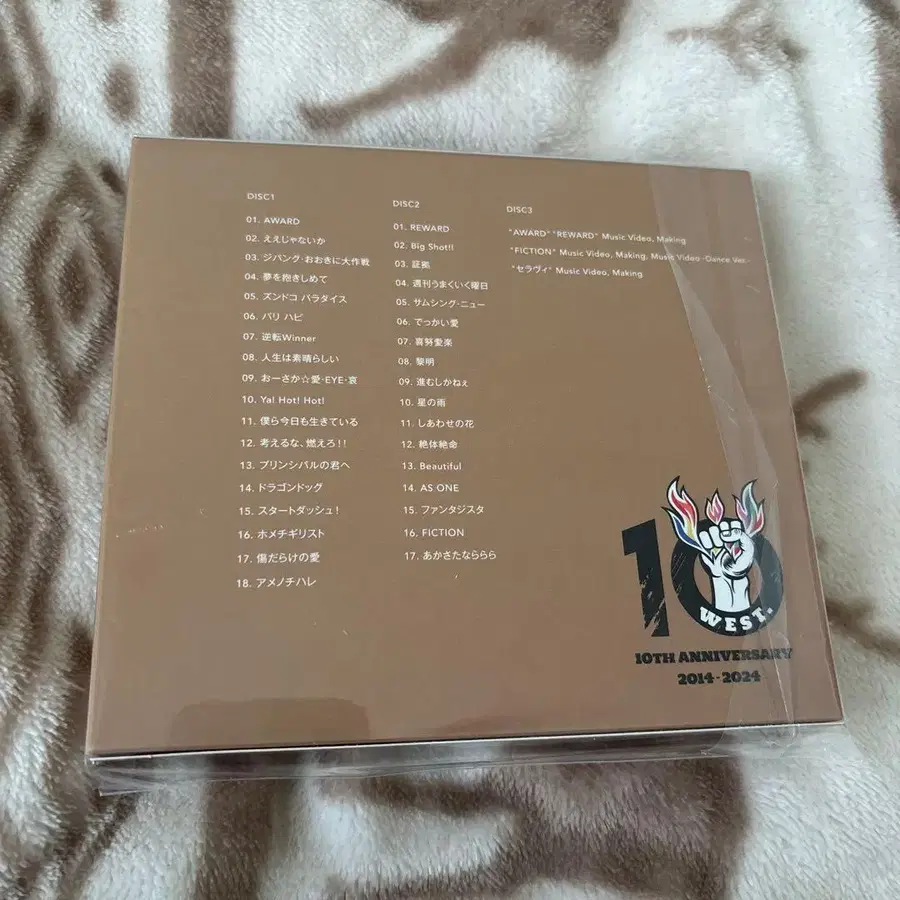 DISC1
01. AWARD
02. ええじゃないか
03. ジパング・おおきに大作戦
04. 夢を抱きしめて
05. ズンドコ パラダイス
06. バリ ハピ
07. 逆転Winner
08. 人生は素晴らしい
09. おーさか☆愛・EYE・哀
10. Ya! Hot! Hot!
11. 僕ら今日も生きている
12. 考えるな、燃えろ!!
13. プリンシパルの君へ
14. ドラゴンドッグ
15. スタートダッシュ!
16. ホメチギリスト
17. 傷だらけの愛
18. アメノチハレ
DISC2
01. REWARD
02. Big Shot!!
03. 証拠
04. 週刊うまくいく曜日
05. サムシング・ニュー
06. でっかい愛
07. 喜努愛楽
08. 黎明
09. 進むしかねぇ
10. 星の雨
11. しあわせの花
12. 絶体絶命
13. Beautiful
14. AS ONE
15. ファンタジスタ
16. FICTION
17. あかさたなららら
DISC3
"AWARD" "REWARD" Music Video, Making
"FICTION" Music Video, Making, Music Video -Dance Ver.-
"セラヴィ" Music Video, Making
10
WEST.
10TH ANNIVERSARY
2014-2024